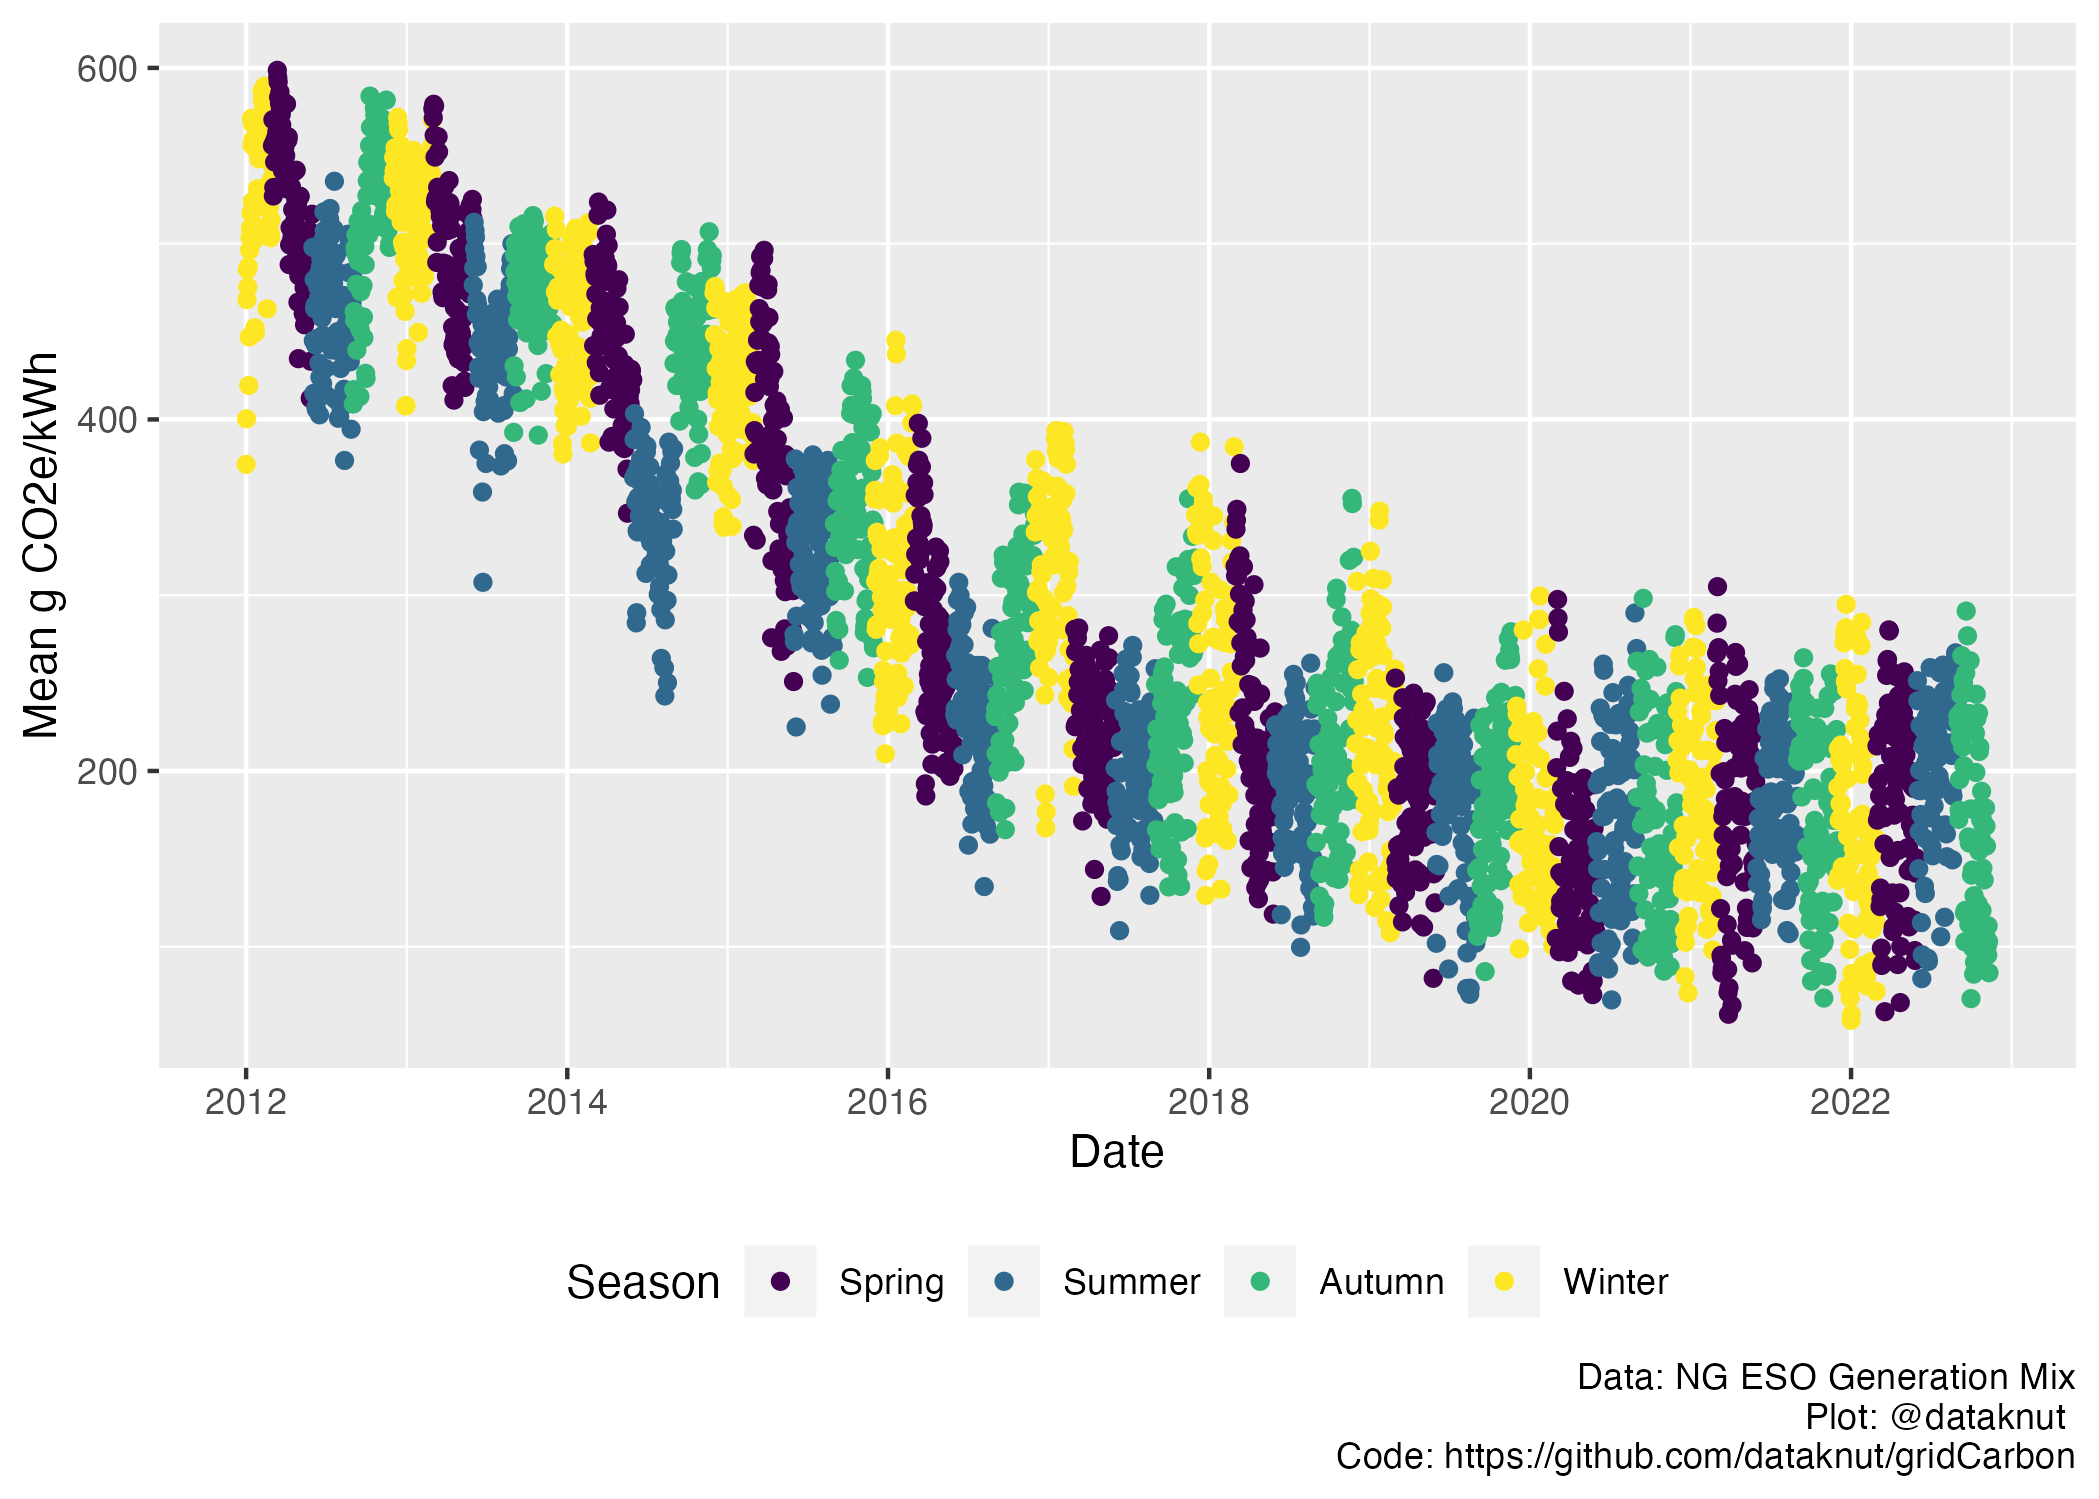 600
400
200
Mean g CO2e/kWh
2012 2014 2016 2018 2020 2022
Date
Season Spring Summer Autumn Winter
Data: NG ESO Generation Mix
Plot: @dataknut
Code: https://github.com/dataknut/gridCarbon